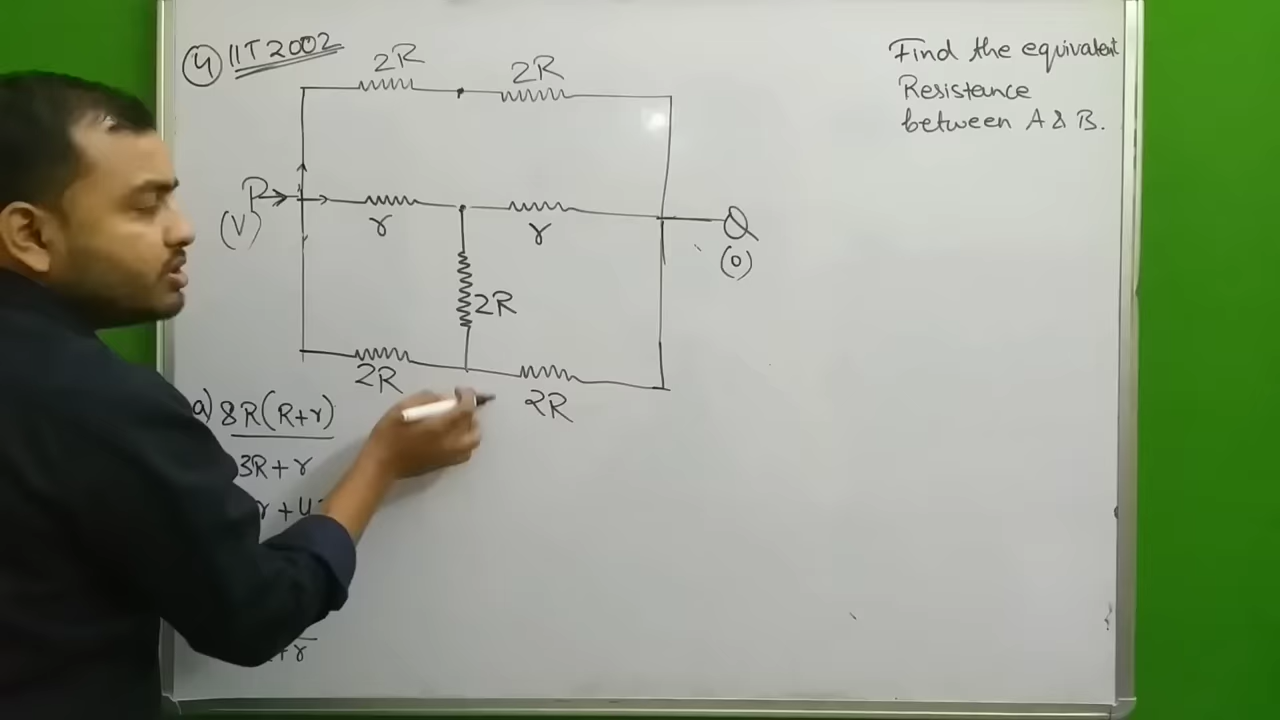 4 IIT 2002
Find the equivalent
Resistance
between A & B.
2R
2R
P
(V)
r
r
Q
(0)
2R
2R
2R
a) 8R(R+r)
3R+r
+ r